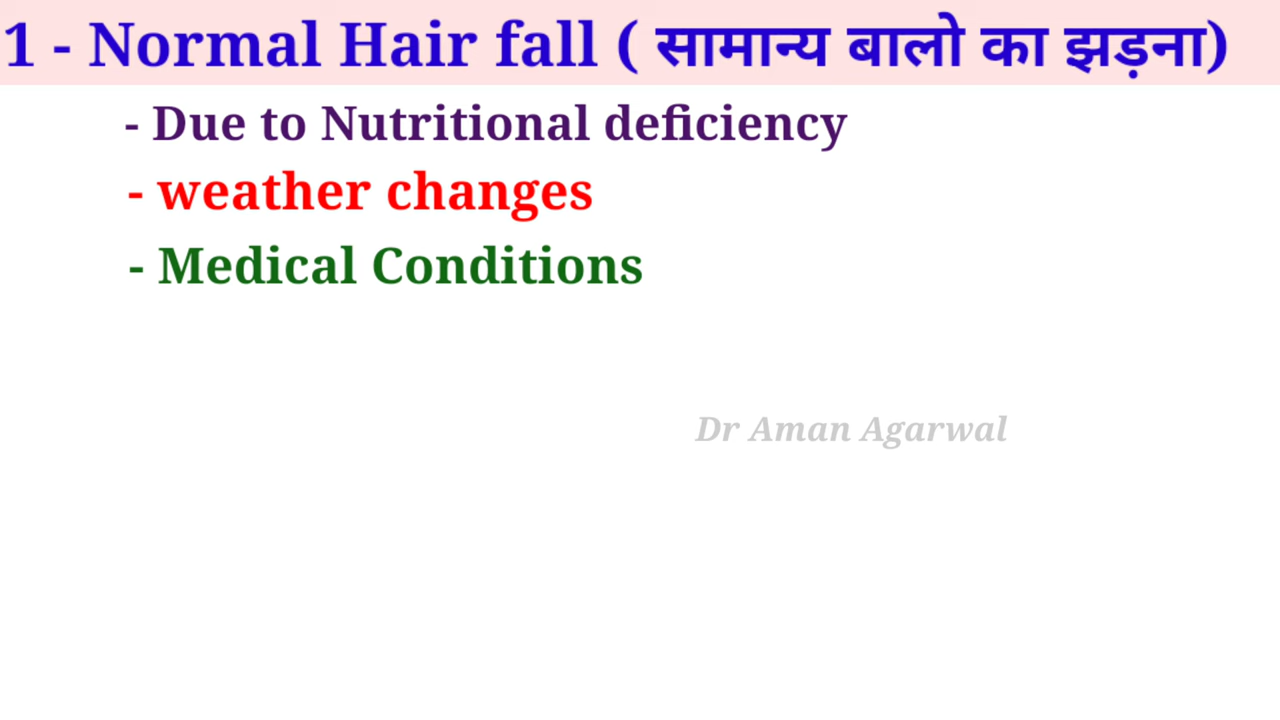 1 - Normal Hair fall ( सामान्य बालो का झड़ना)
- Due to Nutritional deficiency
- weather changes
- Medical Conditions
Dr Aman Agarwal